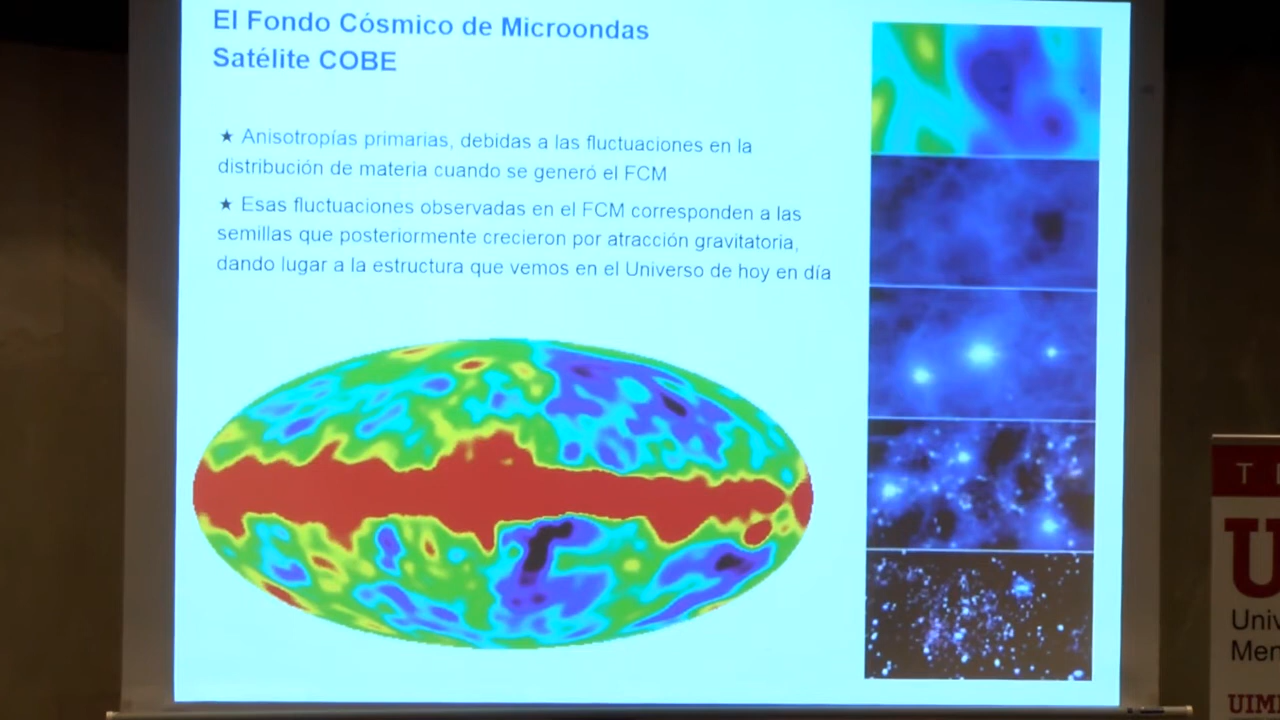 El Fondo Cósmico de Microondas
Satélite COBE
★ Anisotropías primarias, debidas a las fluctuaciones en la
distribución de materia cuando se generó el FCM
★ Esas fluctuaciones observadas en el FCM corresponden a las
semillas que posteriormente crecieron por atracción gravitatoria,
dando lugar a la estructura que vemos en el Universo de hoy en día
T
U
Univ
Men
UIM